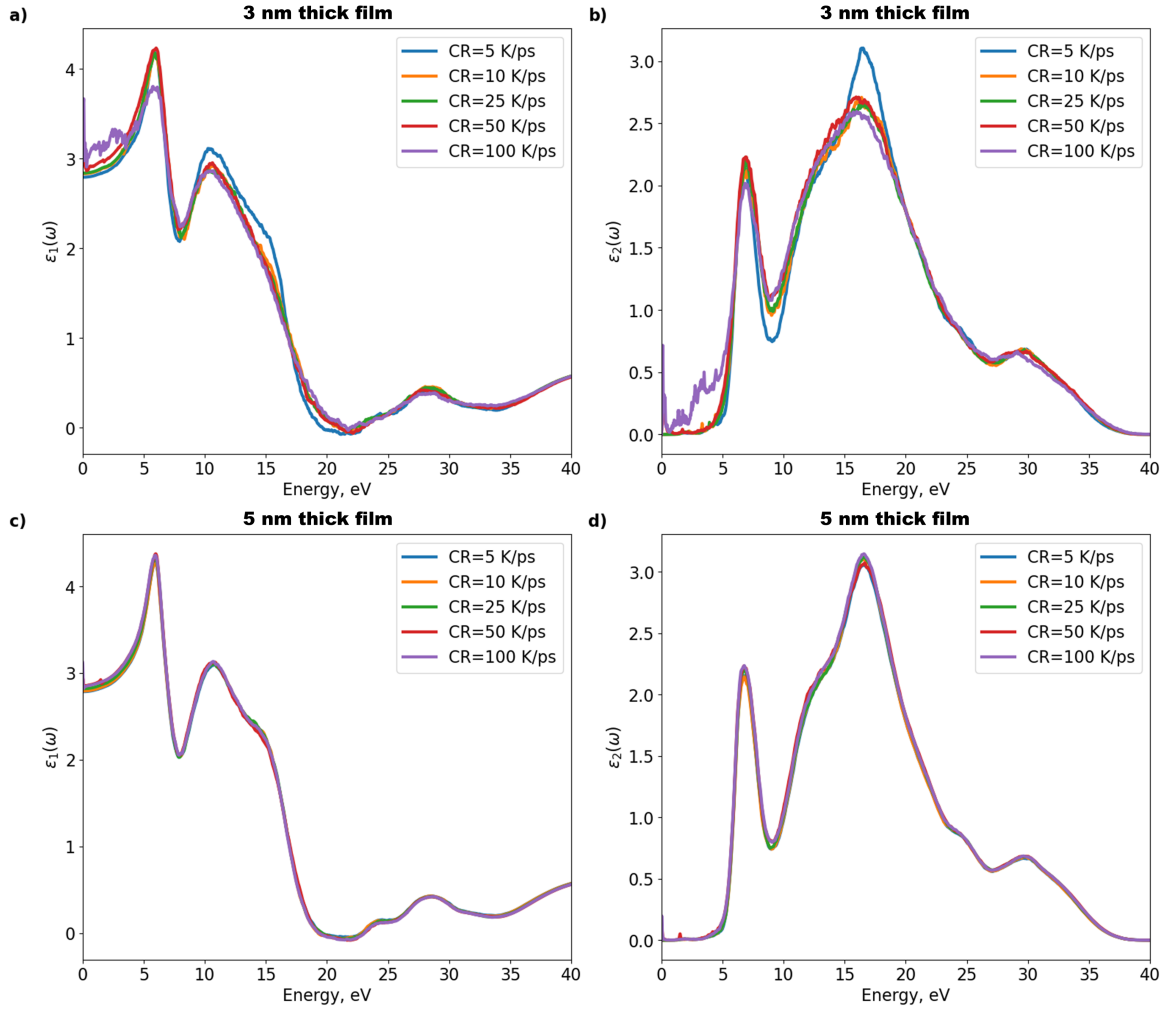 a)
3 nm thick film
ε₁(ω)
4
3
2
1
0
0 5 10 15 20 25 30 35 40
Energy, eV
CR=5 K/ps
CR=10 K/ps
CR=25 K/ps
CR=50 K/ps
CR=100 K/ps
b)
3 nm thick film
ε₂(ω)
3.0
2.5
2.0
1.5
1.0
0.5
0.0
0 5 10 15 20 25 30 35 40
Energy, eV
CR=5 K/ps
CR=10 K/ps
CR=25 K/ps
CR=50 K/ps
CR=100 K/ps
c)
5 nm thick film
ε₁(ω)
4
3
2
1
0
0 5 10 15 20 25 30 35 40
Energy, eV
CR=5 K/ps
CR=10 K/ps
CR=25 K/ps
CR=50 K/ps
CR=100 K/ps
d)
5 nm thick film
ε₂(ω)
3.0
2.5
2.0
1.5
1.0
0.5
0.0
0 5 10 15 20 25 30 35 40
Energy, eV
CR=5 K/ps
CR=10 K/ps
CR=25 K/ps
CR=50 K/ps
CR=100 K/ps